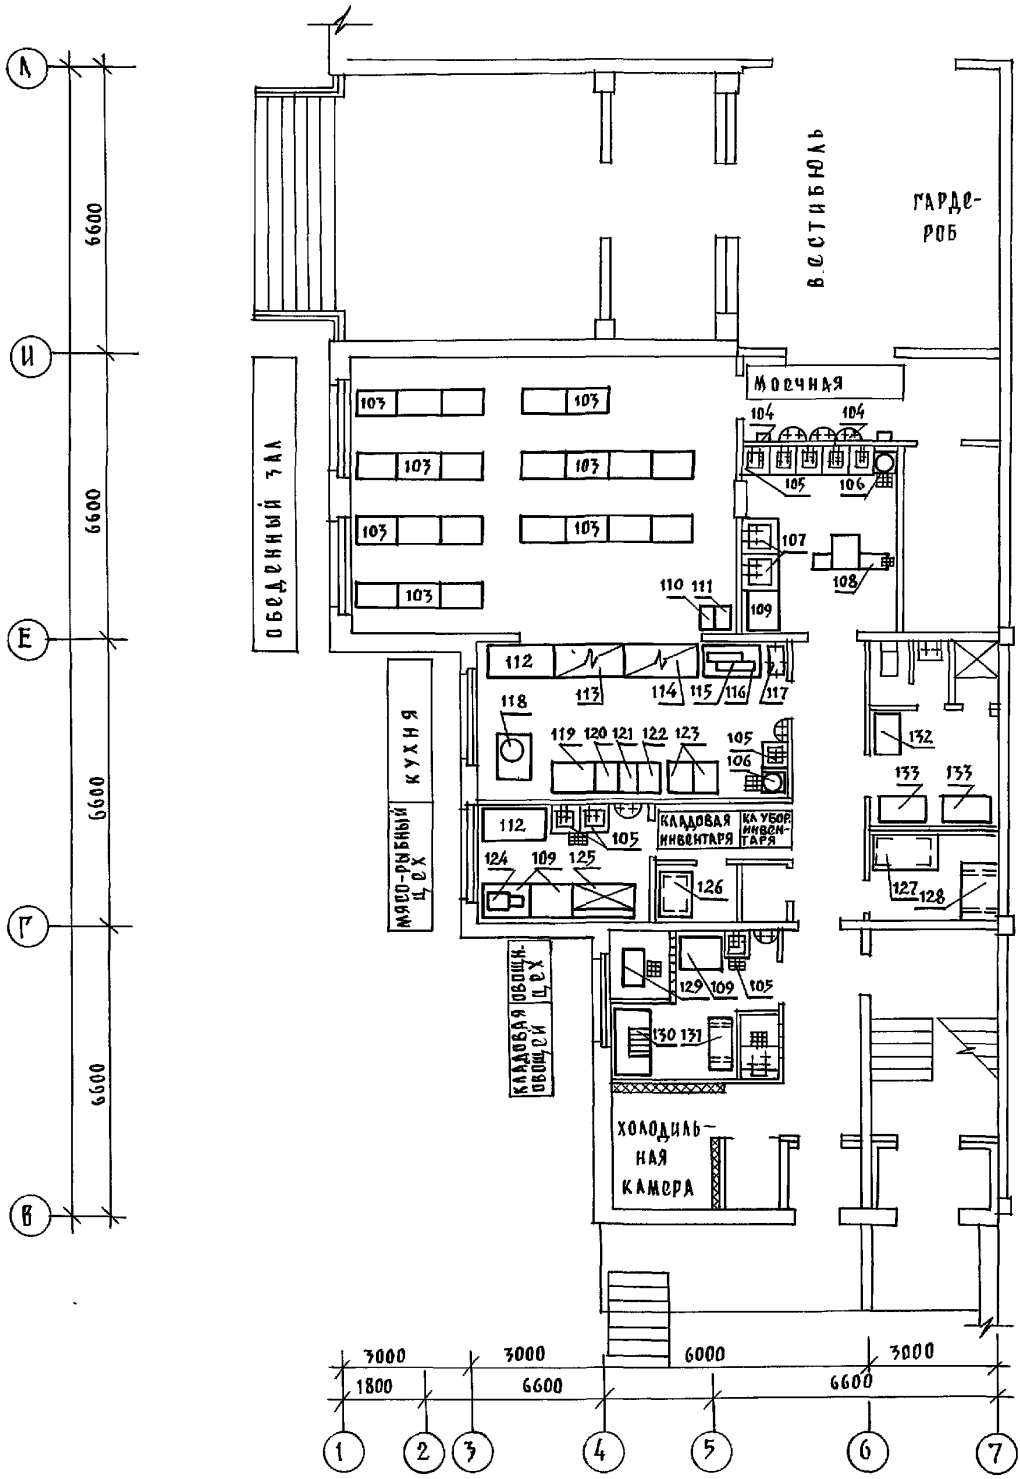 Л
6600
ВЕСТИБЮЛЬ
ГАРДЕ-
РОБ
И
МОЕЧНАЯ
103
103
104
104
103
103
105
106
6600
ОБЕДЕННЫЙ ЗАЛ
103
103
107
108
103
110
111
109
Е
112
113
114
115
116
117
118
КУХНЯ
119
120
121
122
123
105
106
132
133
133
6600
МЯСО-РЫБНЫЙ
ЦЕХ
112
105
КЛАДОВАЯ
ИНВЕНТАРЯ
КЛ УБОР.
ИНВЕН-
ТАРЯ
124
109
125
126
127
128
Г
ОВОЩН.
ЦЕХ
129
109
105
КЛАДОВАЯ
ОВОЩЕЙ
130
131
6600
ХОЛОДИЛЬ-
НАЯ
КАМЕРА
В
3000
3000
6000
3000
1800
6600
6600
1
2
3
4
5
6
7